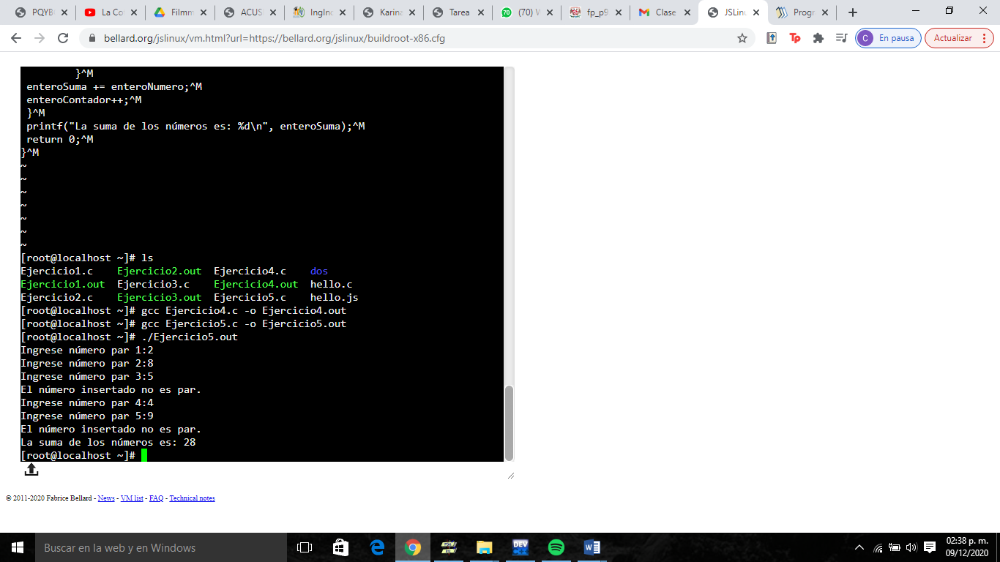 PQYB
La Co
Filmm
ACUS
IngInd
Karina
Tarea
70 (70) W
fp_p9
Clase
JSLinu
Progr
bellard.org/jslinux/vm.html?url=https://bellard.org/jslinux/buildroot-x86.cfg
Tp
C En pausa
Actualizar
}^M
enteroSuma += enteroNumero;^M
enteroContador++;^M
}^M
printf("La suma de los números es: %d\n", enteroSuma);^M
return 0;^M
}^M
~
~
~
~
~
~
~
[root@localhost ~]# ls
Ejercicio1.c Ejercicio2.out Ejercicio4.c dos
Ejercicio1.out Ejercicio3.c Ejercicio4.out hello.c
Ejercicio2.c Ejercicio3.out Ejercicio5.c hello.js
[root@localhost ~]# gcc Ejercicio4.c -o Ejercicio4.out
[root@localhost ~]# gcc Ejercicio5.c -o Ejercicio5.out
[root@localhost ~]# ./Ejercicio5.out
Ingrese número par 1:2
Ingrese número par 2:8
Ingrese número par 3:5
El número insertado no es par.
Ingrese número par 4:4
Ingrese número par 5:9
El número insertado no es par.
La suma de los números es: 28
[root@localhost ~]#
© 2011-2020 Fabrice Bellard - News - VM list - FAQ - Technical notes
Buscar en la web y en Windows
DEV
02:38 p. m.
09/12/2020